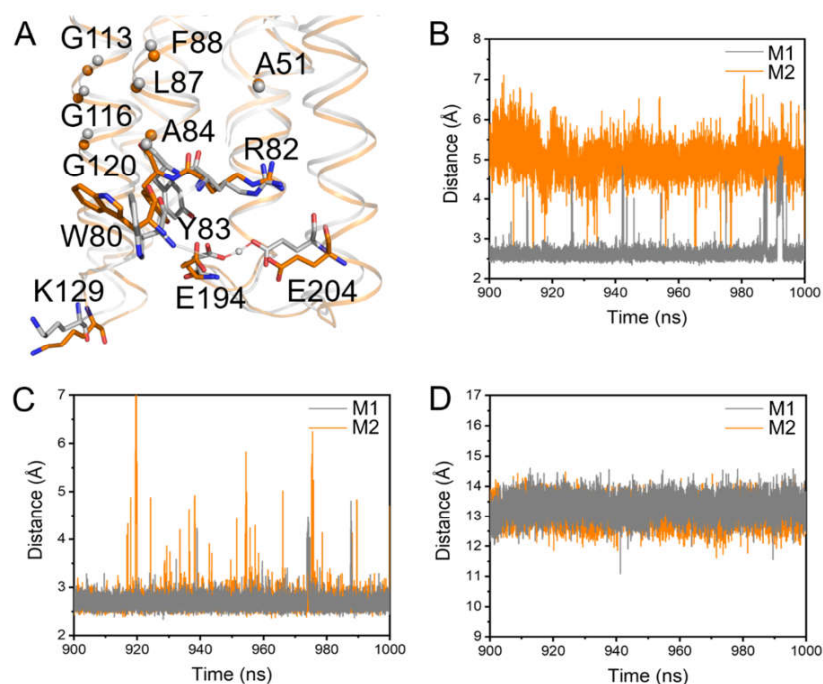 A
G113
F88
L87
A51
G116
A84
G120
R82
W80
Y83
K129
E194
E204
B
M1
M2
8
7
6
5
4
3
2
Distance (Å)
900 920 940 960 980 1000
Time (ns)
C
M1
M2
7
6
5
4
3
2
Distance (Å)
900 920 940 960 980 1000
Time (ns)
D
M1
M2
17
16
15
14
13
12
11
10
9
Distance (Å)
900 920 940 960 980 1000
Time (ns)